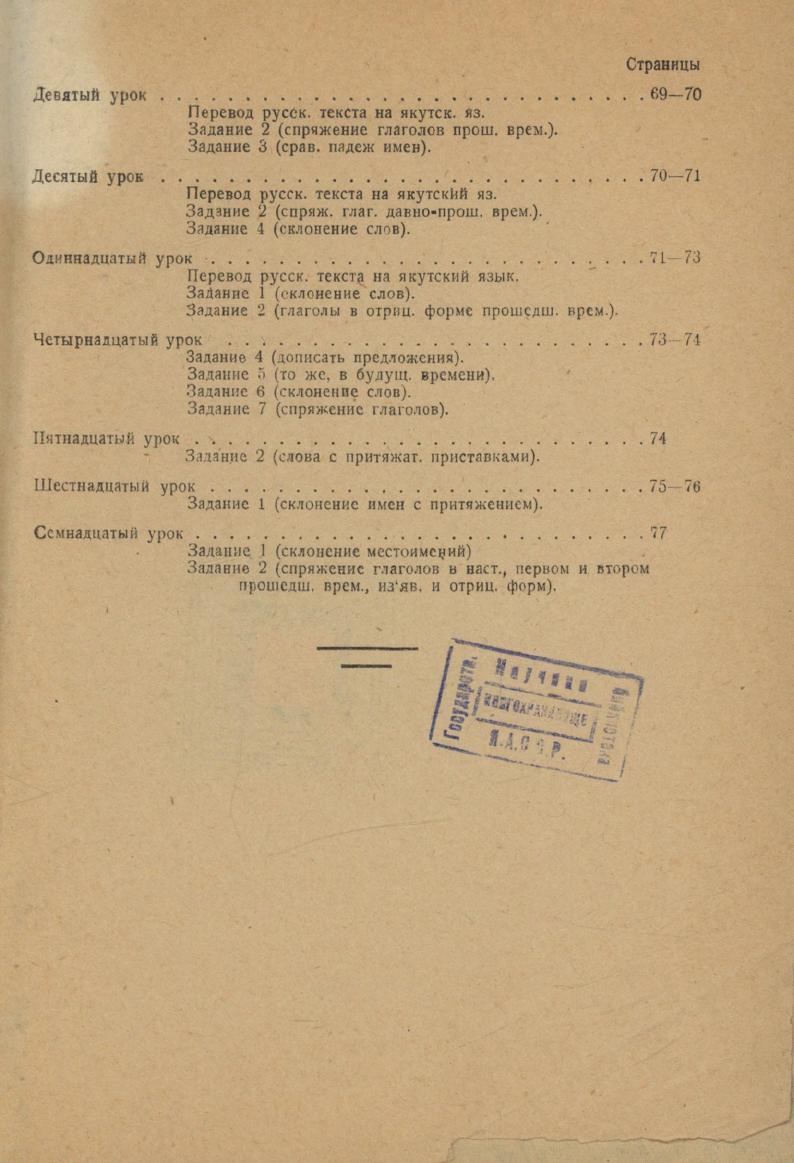 Страницы
Девятый урок . . . . . . . . . . . . . . . . . . . . . . . . . . . . . 69—70
Перевод русск. текста на якутск. яз.
Задание 2 (спряжение глаголов прош. врем.).
Задание 3 (срав. падеж имен).
Десятый урок . . . . . . . . . . . . . . . . . . . . . . . . . . . . . 70—71
Перевод русск. текста на якутский яз.
Задание 2 (спряж. глаг. давно-прош. врем.).
Задание 4 (склонение слов).
Одиннадцатый урок . . . . . . . . . . . . . . . . . . . . . . . . . . 71—73
Перевод русск. текста на якутский язык.
Задание 1 (склонение слов).
Задание 2 (глаголы в отриц. форме прошедш. врем.).
Четырнадцатый урок . . . . . . . . . . . . . . . . . . . . . . . . . 73—74
Задание 4 (дописать предложения).
Задание 5 (то же, в будущ. времени).
Задание 6 (склонение слов).
Задание 7 (спряжение глаголов).
Пятнадцатый урок . . . . . . . . . . . . . . . . . . . . . . . . . . . 74
Задание 2 (слова с притяжат. приставками).
Шестнадцатый урок . . . . . . . . . . . . . . . . . . . . . . . . . . 75—76
Задание 1 (склонение имен с притяжением).
Семнадцатый урок . . . . . . . . . . . . . . . . . . . . . . . . . . . 77
Задание 1 (склонение местоимений)
Задание 2 (спряжение глаголов в наст., первом и втором
прошедш. врем., из‘яв. и отриц. форм).
Государств.
Научная
Я.А.С.С.Р.